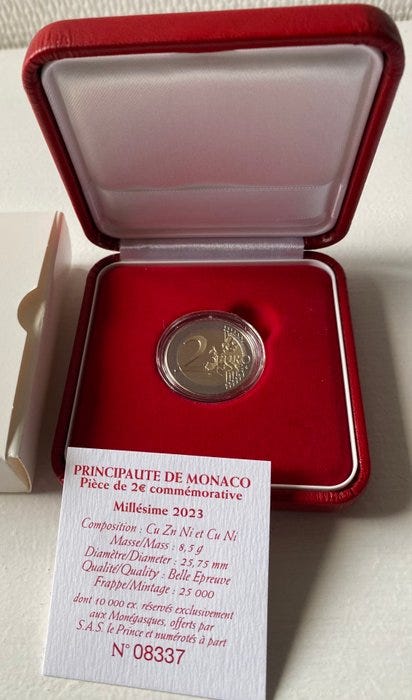 2
EURO
PRINCIPAUTE DE MONACO
Pièce de 2€ commémorative
Millésime 2023
Composition : Cu Zn Ni et Cu Ni
Masse/Mass : 8,5 g
Diamètre/Diameter : 25,75 mm
Qualité/Quality : Belle Epreuve
Frappe/Mintage : 25 000
dont 10 000 ex. réservés exclusivement
aux Monégasques, offerts par
S.A.S. le Prince et numérotés à part
N° 08337